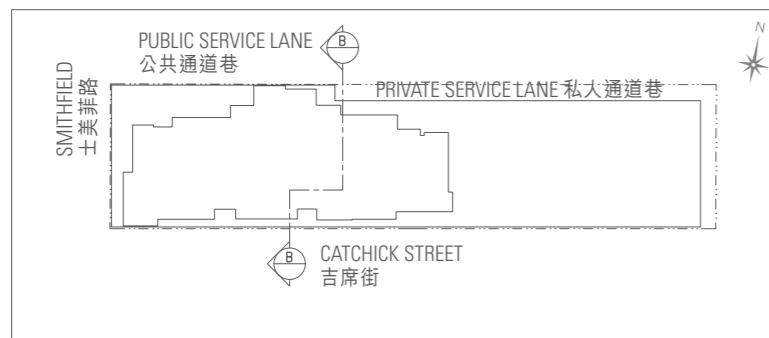 PUBLIC SERVICE LANE
公共通道巷
B
N
SMITHFIELD
士美菲路
PRIVATE SERVICE LANE 私人通道巷
B
CATCHICK STREET
吉席街